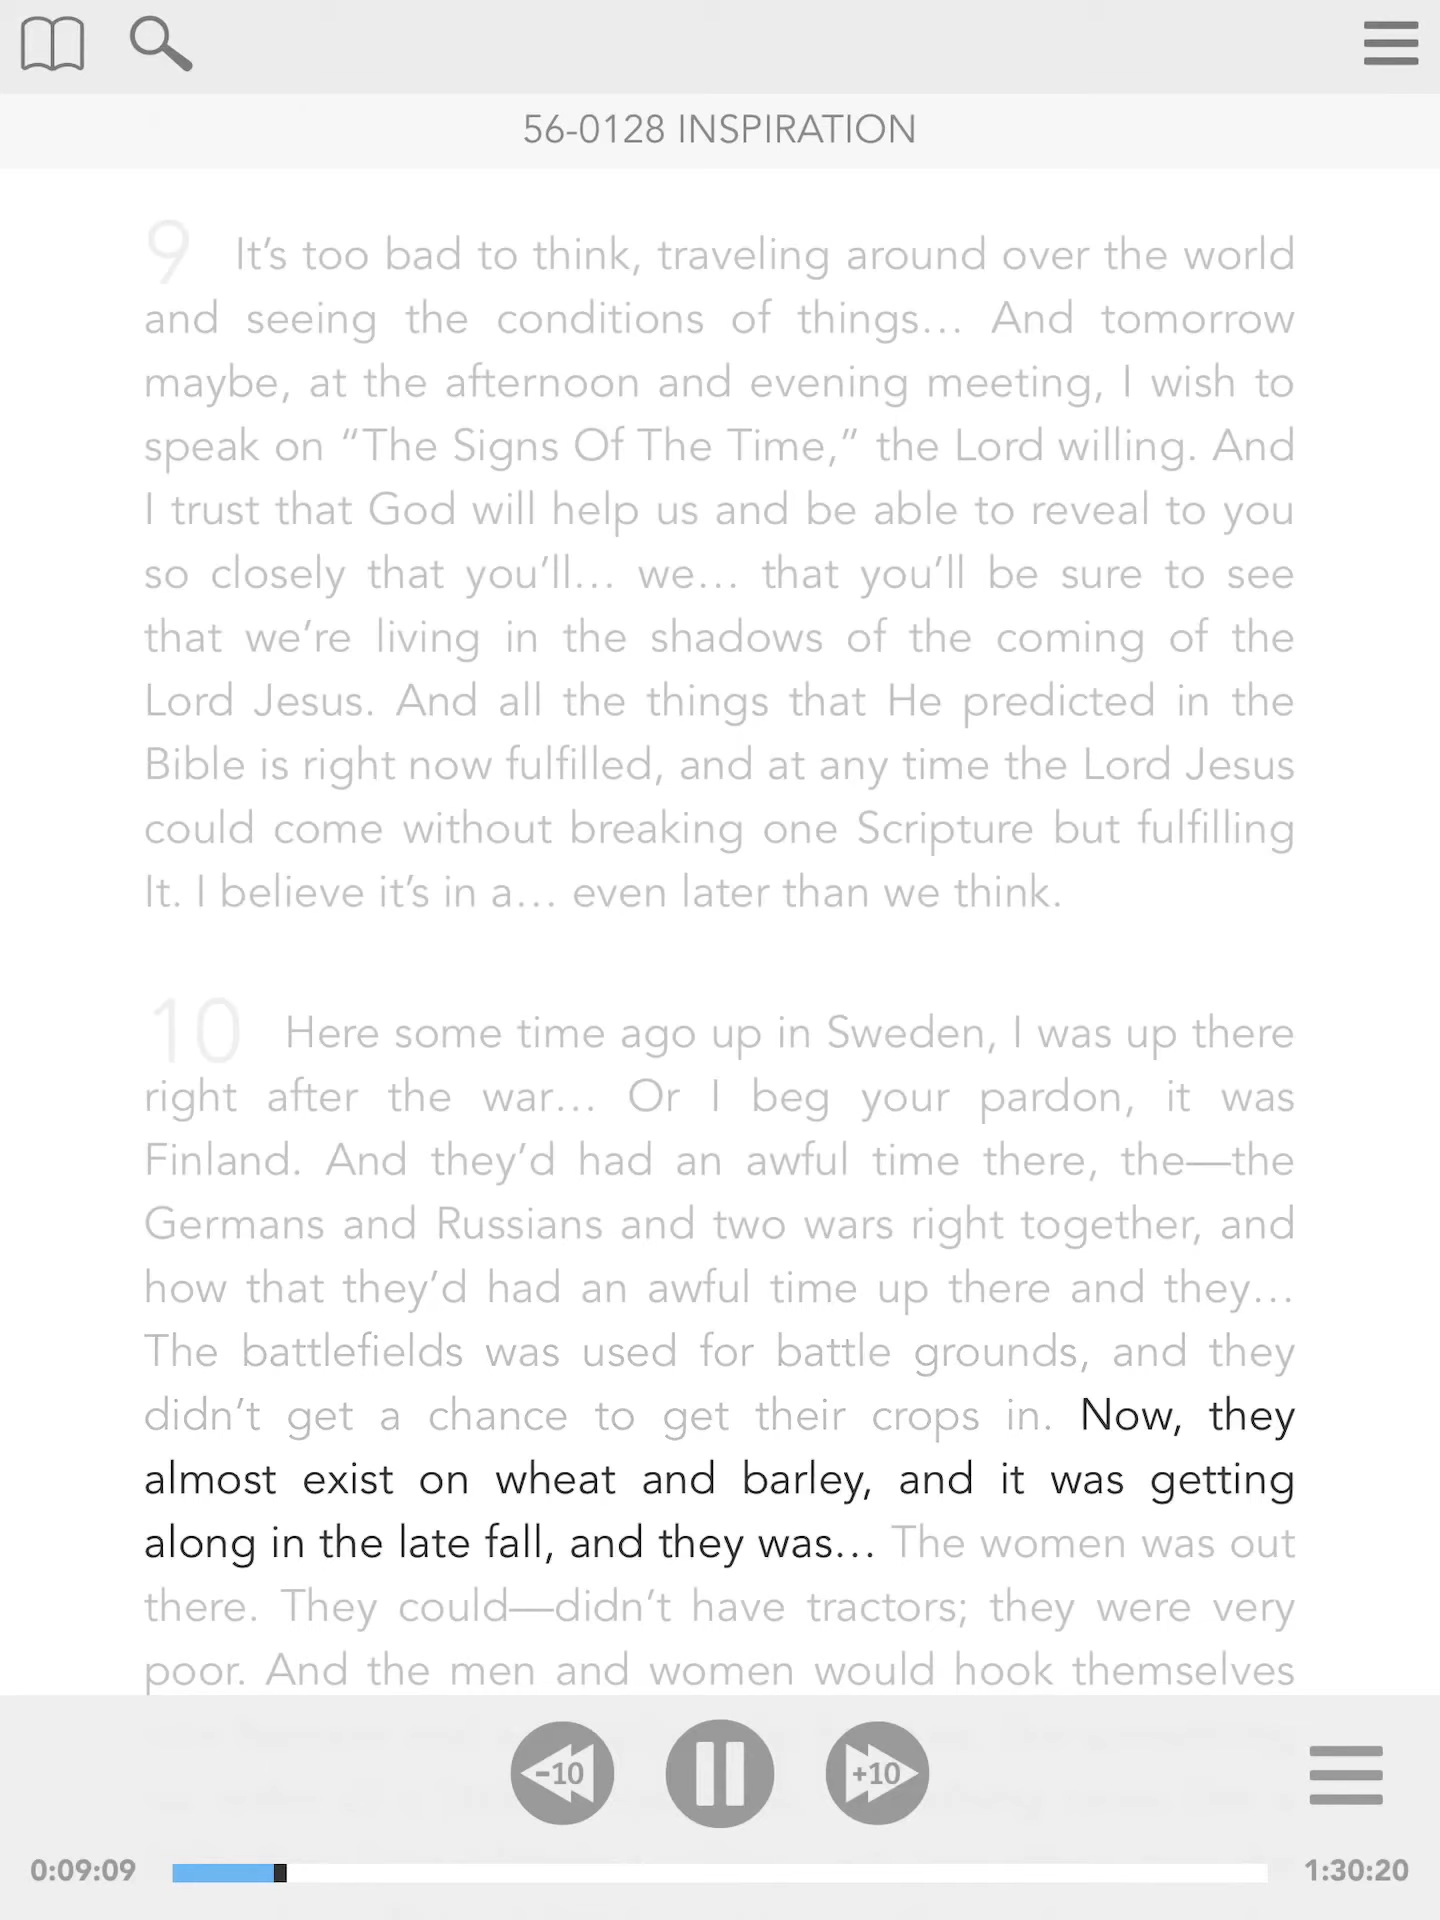 56-0128 INSPIRATION
9 It’s too bad to think, traveling around over the world
and seeing the conditions of things… And tomorrow
maybe, at the afternoon and evening meeting, I wish to
speak on “The Signs Of The Time,” the Lord willing. And
I trust that God will help us and be able to reveal to you
so closely that you’ll… we… that you’ll be sure to see
that we’re living in the shadows of the coming of the
Lord Jesus. And all the things that He predicted in the
Bible is right now fulfilled, and at any time the Lord Jesus
could come without breaking one Scripture but fulfilling
It. I believe it’s in a… even later than we think.
10 Here some time ago up in Sweden, I was up there
right after the war… Or I beg your pardon, it was
Finland. And they’d had an awful time there, the—the
Germans and Russians and two wars right together, and
how that they’d had an awful time up there and they…
The battlefields was used for battle grounds, and they
didn’t get a chance to get their crops in. Now, they
almost exist on wheat and barley, and it was getting
along in the late fall, and they was… The women was out
there. They could—didn’t have tractors; they were very
poor. And the men and women would hook themselves
-10 +10
0:09:09 1:30:20